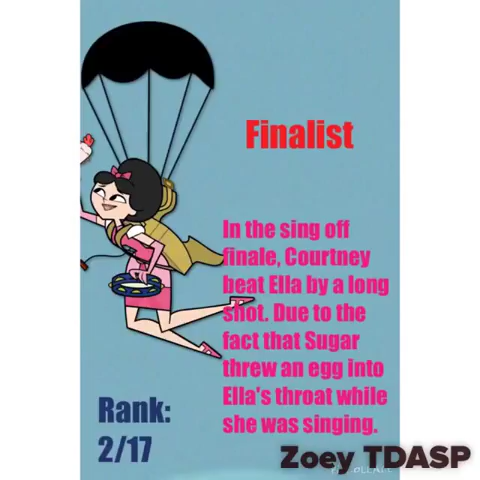 Finalist
In the sing off
finale, Courtney
beat Ella by a long
shot. Due to the
fact that Sugar
threw an egg into
Ella's throat while
she was singing.
Rank:
2/17
Zoey TDASP